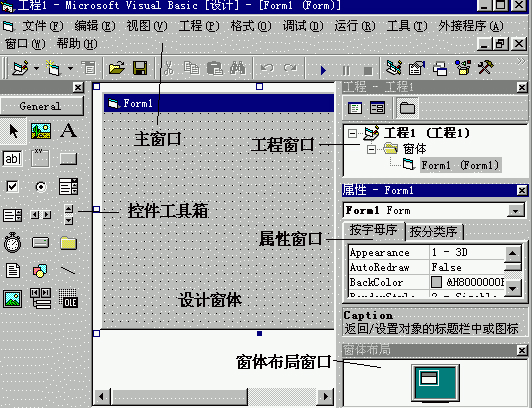 工程1 - Microsoft Visual Basic [设计] - [Form1 (Form)]
文件(F) 编辑(E) 视图(V) 工程(P) 格式(O) 调试(D) 运行(R) 工具(T) 外接程序(A)
窗口(W) 帮助(H)
工程 - 工程1
General
Form1
主窗口
工程窗口
工程1 (工程1)
窗体
Form1 (Form1)
A
ab
xy
控件工具箱
属性 - Form1
Form1 Form
按字母序 按分类序
属性窗口
Appearance 1 - 3D
AutoRedraw False
BackColor &H8000000F
设计窗体
OLE
Caption
返回/设置对象的标题栏中或图标
窗体布局
窗体布局窗口